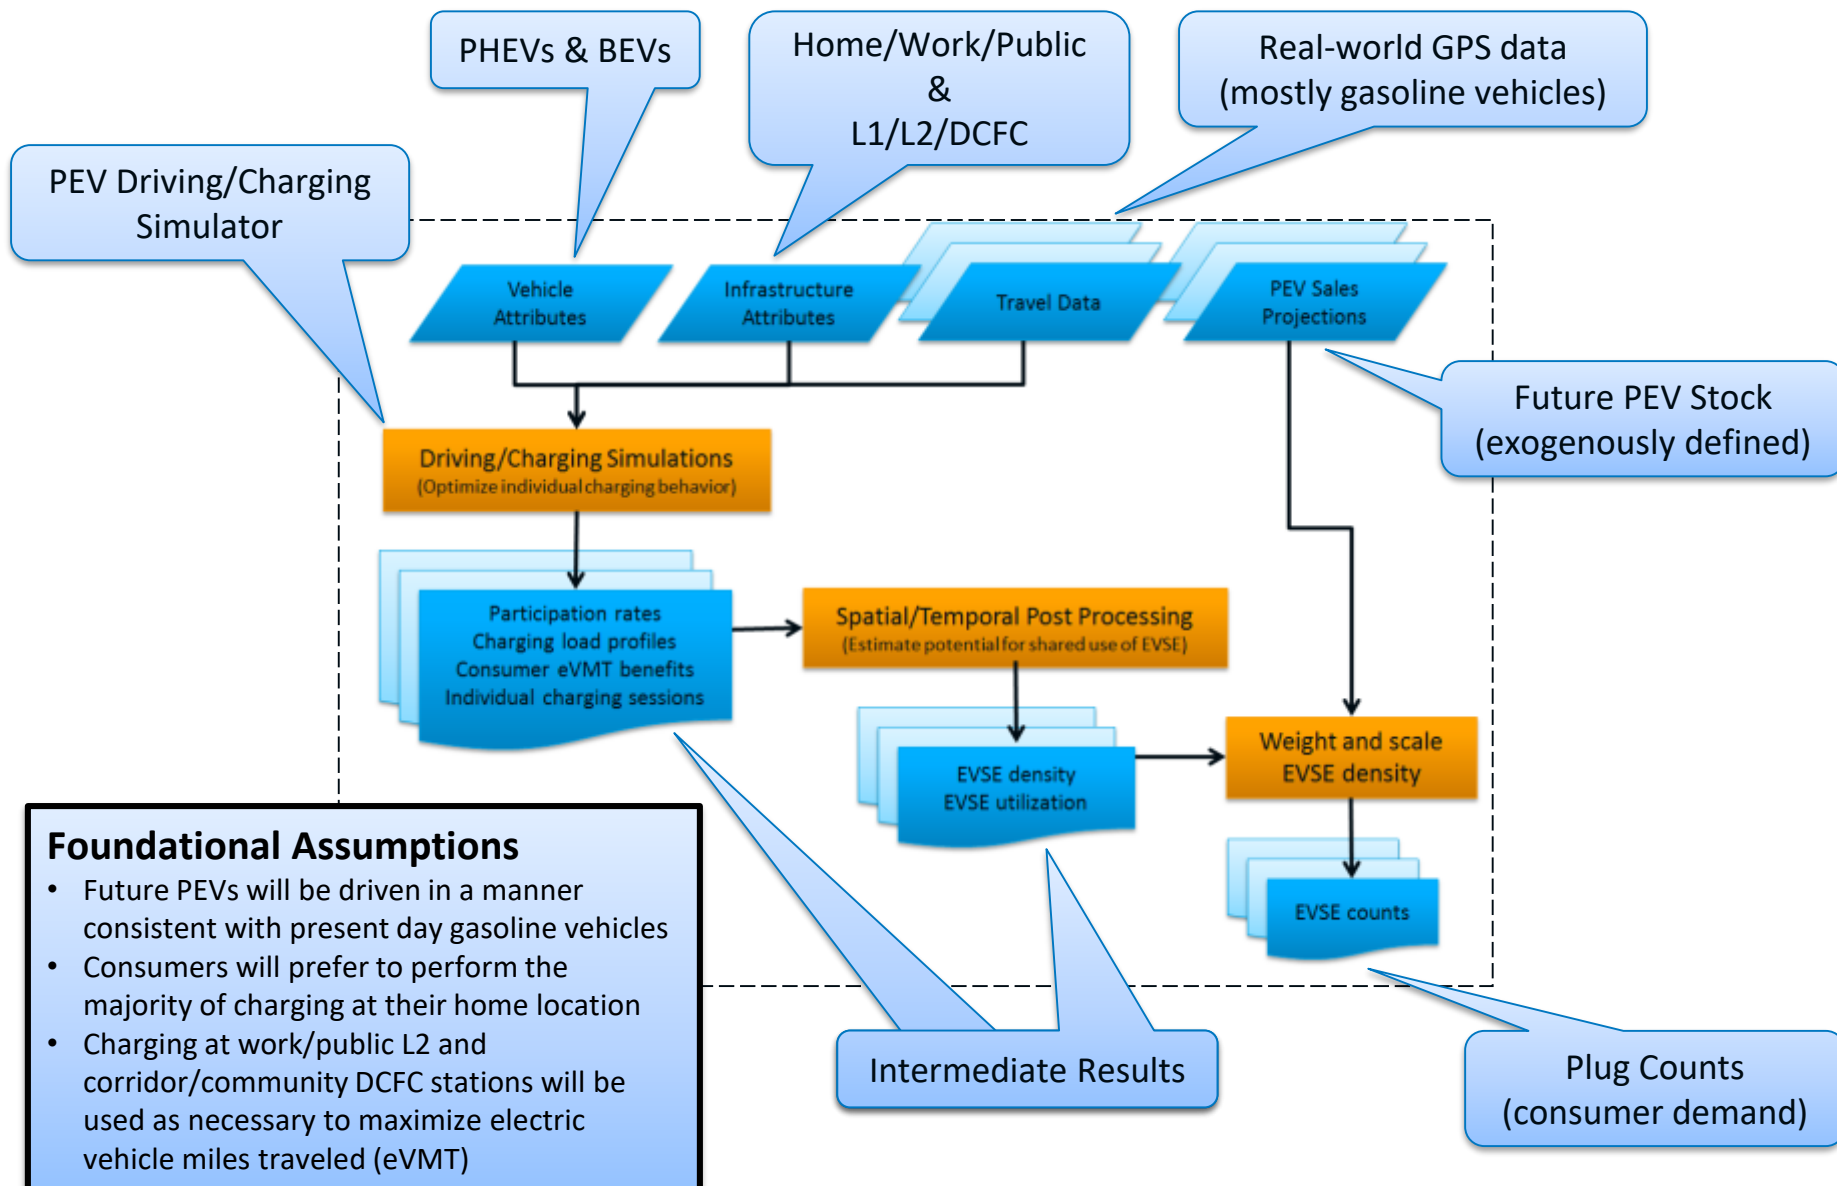 PHEVs & BEVs
Home/Work/Public
&
L1/L2/DCFC
Real-world GPS data
(mostly gasoline vehicles)
PEV Driving/Charging
Simulator
Vehicle
Attributes
Infrastructure
Attributes
Travel Data
PEV Sales
Projections
Future PEV Stock
(exogenously defined)
Driving/Charging Simulations
(Optimize individual charging behavior)
Participation rates
Charging load profiles
Consumer eVMT benefits
Individual charging sessions
Spatial/Temporal Post Processing
(Estimate potential for shared use of EVSE)
EVSE density
EVSE utilization
Weight and scale
EVSE density
EVSE counts
Foundational Assumptions
• Future PEVs will be driven in a manner
consistent with present day gasoline vehicles
• Consumers will prefer to perform the
majority of charging at their home location
• Charging at work/public L2 and
corridor/community DCFC stations will be
used as necessary to maximize electric
vehicle miles traveled (eVMT)
Intermediate Results
Plug Counts
(consumer demand)